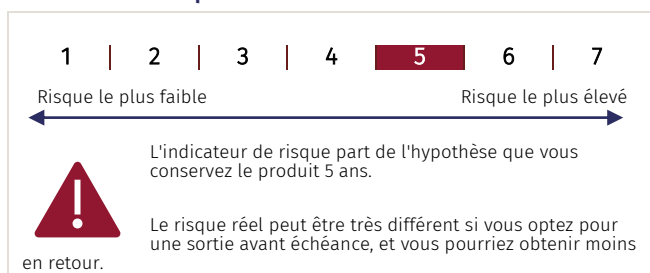 1 | 2 | 3 | 4 | 5 | 6 | 7
Risque le plus faible Risque le plus élevé
L'indicateur de risque part de l'hypothèse que vous
conservez le produit 5 ans.
Le risque réel peut être très différent si vous optez pour
une sortie avant échéance, et vous pourriez obtenir moins
en retour.